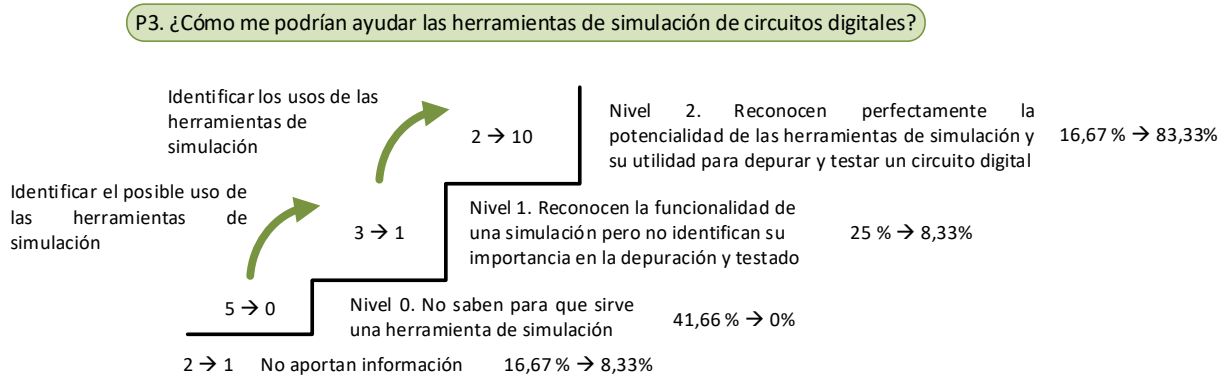 P3. ¿Cómo me podrían ayudar las herramientas de simulación de circuitos digitales?
Identificar los usos de las
herramientas de
simulación
2 → 10
Nivel 2. Reconocen perfectamente la
potencialidad de las herramientas de simulación y
su utilidad para depurar y testar un circuito digital
16,67 % → 83,33%
Identificar el posible uso de
las herramientas de
simulación
3 → 1
Nivel 1. Reconocen la funcionalidad de
una simulación pero no identifican su
importancia en la depuración y testado
25 % → 8,33%
5 → 0
Nivel 0. No saben para que sirve
una herramienta de simulación
41,66 % → 0%
2 → 1 No aportan información 16,67 % → 8,33%